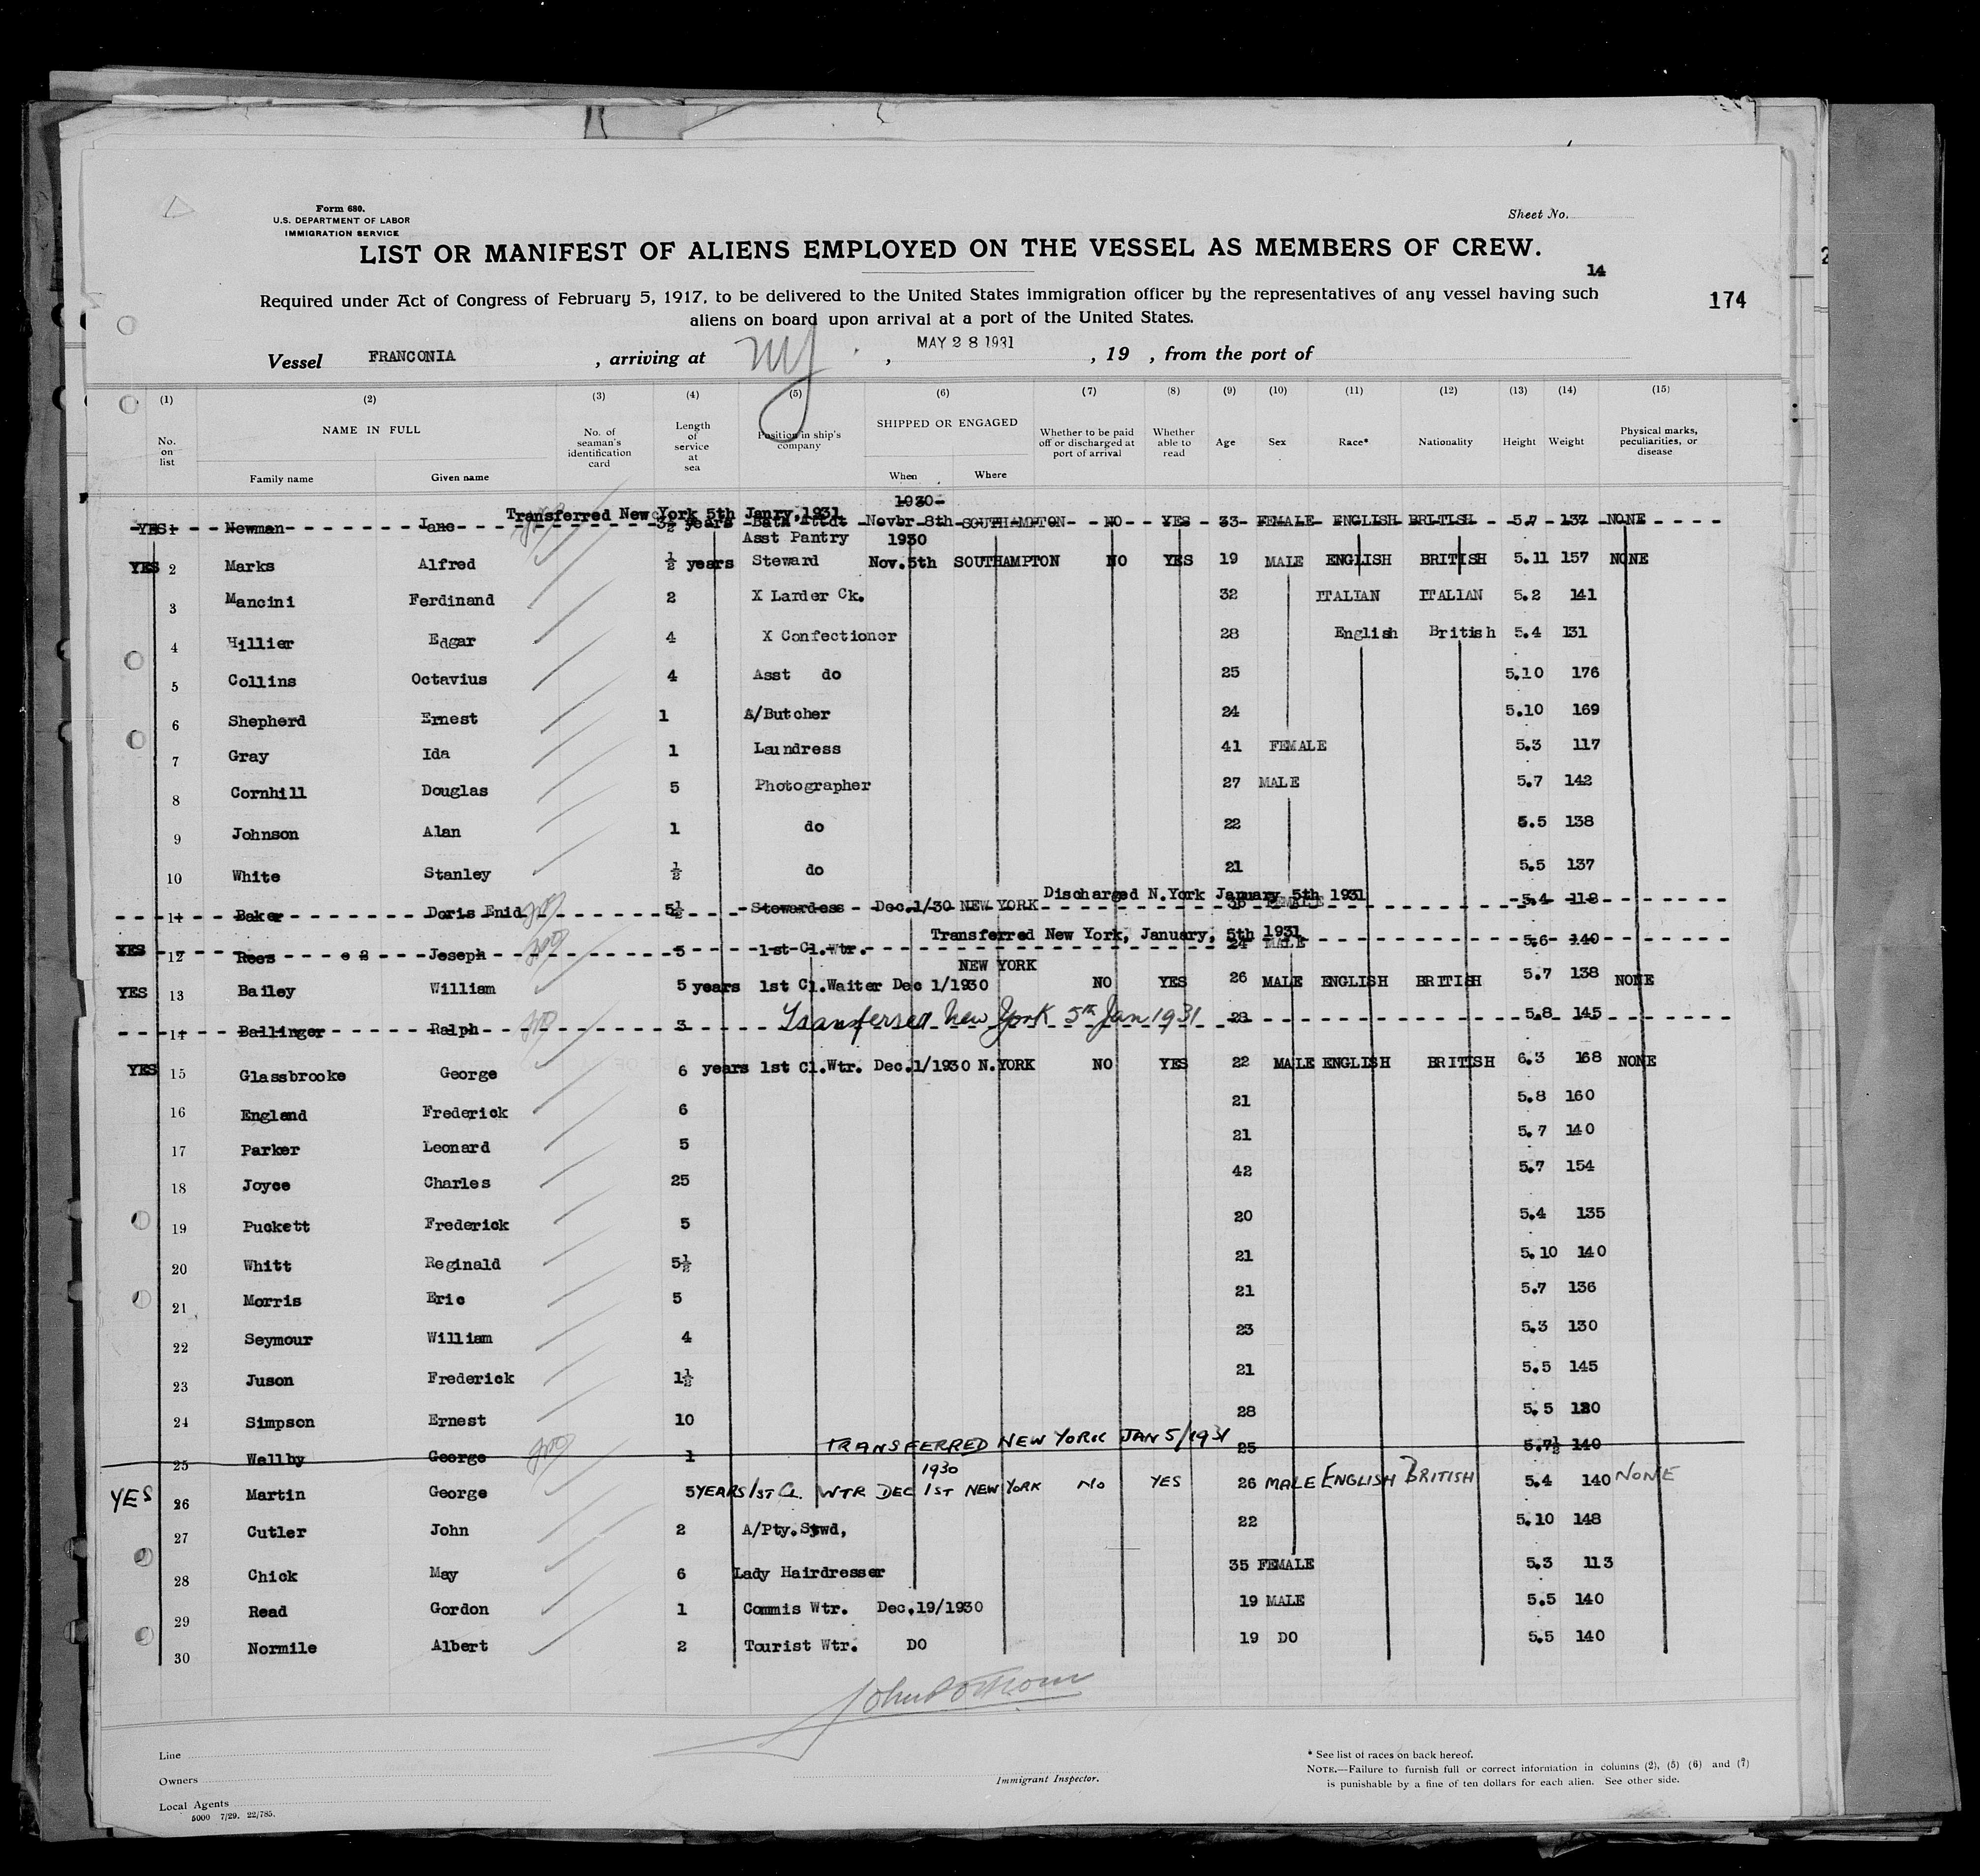 Form 680.
U.S. DEPARTMENT OF LABOR
IMMIGRATION SERVICE
Sheet No.
LIST OR MANIFEST OF ALIENS EMPLOYED ON THE VESSEL AS MEMBERS OF CREW.
14
174
Required under Act of Congress of February 5, 1917, to be delivered to the United States immigration officer by the representatives of any vessel having such
aliens on board upon arrival at a port of the United States.
Vessel FRANCONIA , arriving at NY , MAY 28 1931 , 19 , from the port of
(1) (2) (3) (4) (5) (6) (7) (8) (9) (10) (11) (12) (13) (14) (15)
No. on list NAME IN FULL No. of seaman's identification card Length of service at sea Position in ship's company SHIPPED OR ENGAGED Whether to be paid off or discharged at port of arrival Whether able to read Age Sex Race* Nationality Height Weight Physical marks, peculiarities, or disease
Family name Given name When Where
1930
Transferred New York 5th Janry, 1931
YES 1 Newman Jane 3½ years Bath Attdt Novbr 8th SOUTHAMPTON NO YES 33 FEMALE ENGLISH BRITISH 5.7 137 NONE
Asst Pantry 1930
YES 2 Marks Alfred ½ years Steward Nov.5th SOUTHAMPTON NO YES 19 MALE ENGLISH BRITISH 5.11 157 NONE
3 Mancini Ferdinand 2 X Larder Ck. 32 ITALIAN ITALIAN 5.2 141
4 Hillier Edgar 4 X Confectioner 28 English British 5.4 131
5 Collins Octavius 4 Asst do 25 5.10 176
6 Shepherd Ernest 1 A/Butcher 24 5.10 169
7 Gray Ida 1 Laundress 41 FEMALE 5.3 117
8 Cornhill Douglas 5 Photographer 27 MALE 5.7 142
9 Johnson Alan 1 do 22 5.5 138
10 White Stanley ½ do 21 5.5 137
Discharged N.York January 5th 1931
11 Baker Doris Enid 5½ Stewardess Dec.1/30 NEW YORK 36 FEMALE 5.4 118
Transferred New York, January, 5th 1931
YES 12 Rees Joseph 5 1st Cl.Wtr. 24 MALE 5.6 140
NEW YORK
YES 13 Bailey William 5 years 1st Cl.Waiter Dec 1/1930 NO YES 26 MALE ENGLISH BRITISH 5.7 138 NONE
14 Ballinger Ralph 3 Transferred New York 5th Jan 1931 23 5.8 145
YES 15 Glassbrooke George 6 years 1st Cl.Wtr. Dec.1/1930 N.YORK NO YES 22 MALE ENGLISH BRITISH 6.3 168 NONE
16 England Frederick 6 21 5.8 160
17 Parker Leonard 5 21 5.7 140
18 Joyce Charles 25 42 5.7 154
19 Puckett Frederick 5 20 5.4 135
20 Whitt Reginald 5½ 21 5.10 140
21 Morris Eric 5 21 5.7 136
22 Seymour William 4 23 5.3 130
23 Juson Frederick 1½ 21 5.5 145
24 Simpson Ernest 10 28 5.5
TRANSFERRED NEW YORK JAN 5/1931
25 Wallby George 1 25 5.7½ 140
1930
YES 26 Martin George 5 YEARS 1ST CL. WTR DEC 1ST NEW YORK NO YES 26 MALE ENGLISH BRITISH 5.4 140 NONE
27 Cutler John 2 A/Pty.Stwd, 22 5.10 148
28 Chick May 6 Lady Hairdresser 35 FEMALE 5.3 113
29 Read Gordon 1 Commis Wtr. Dec.19/1930 19 MALE 5.5 140
30 Normile Albert 2 Tourist Wtr. DO 19 DO 5.5 140
Line
Owners
Local Agents
5000 7/29. 22/785.
Immigrant Inspector.
* See list of races on back hereof.
NOTE.—Failure to furnish full or correct information in columns (2), (5) (6) and (7)
is punishable by a fine of ten dollars for each alien. See other side.